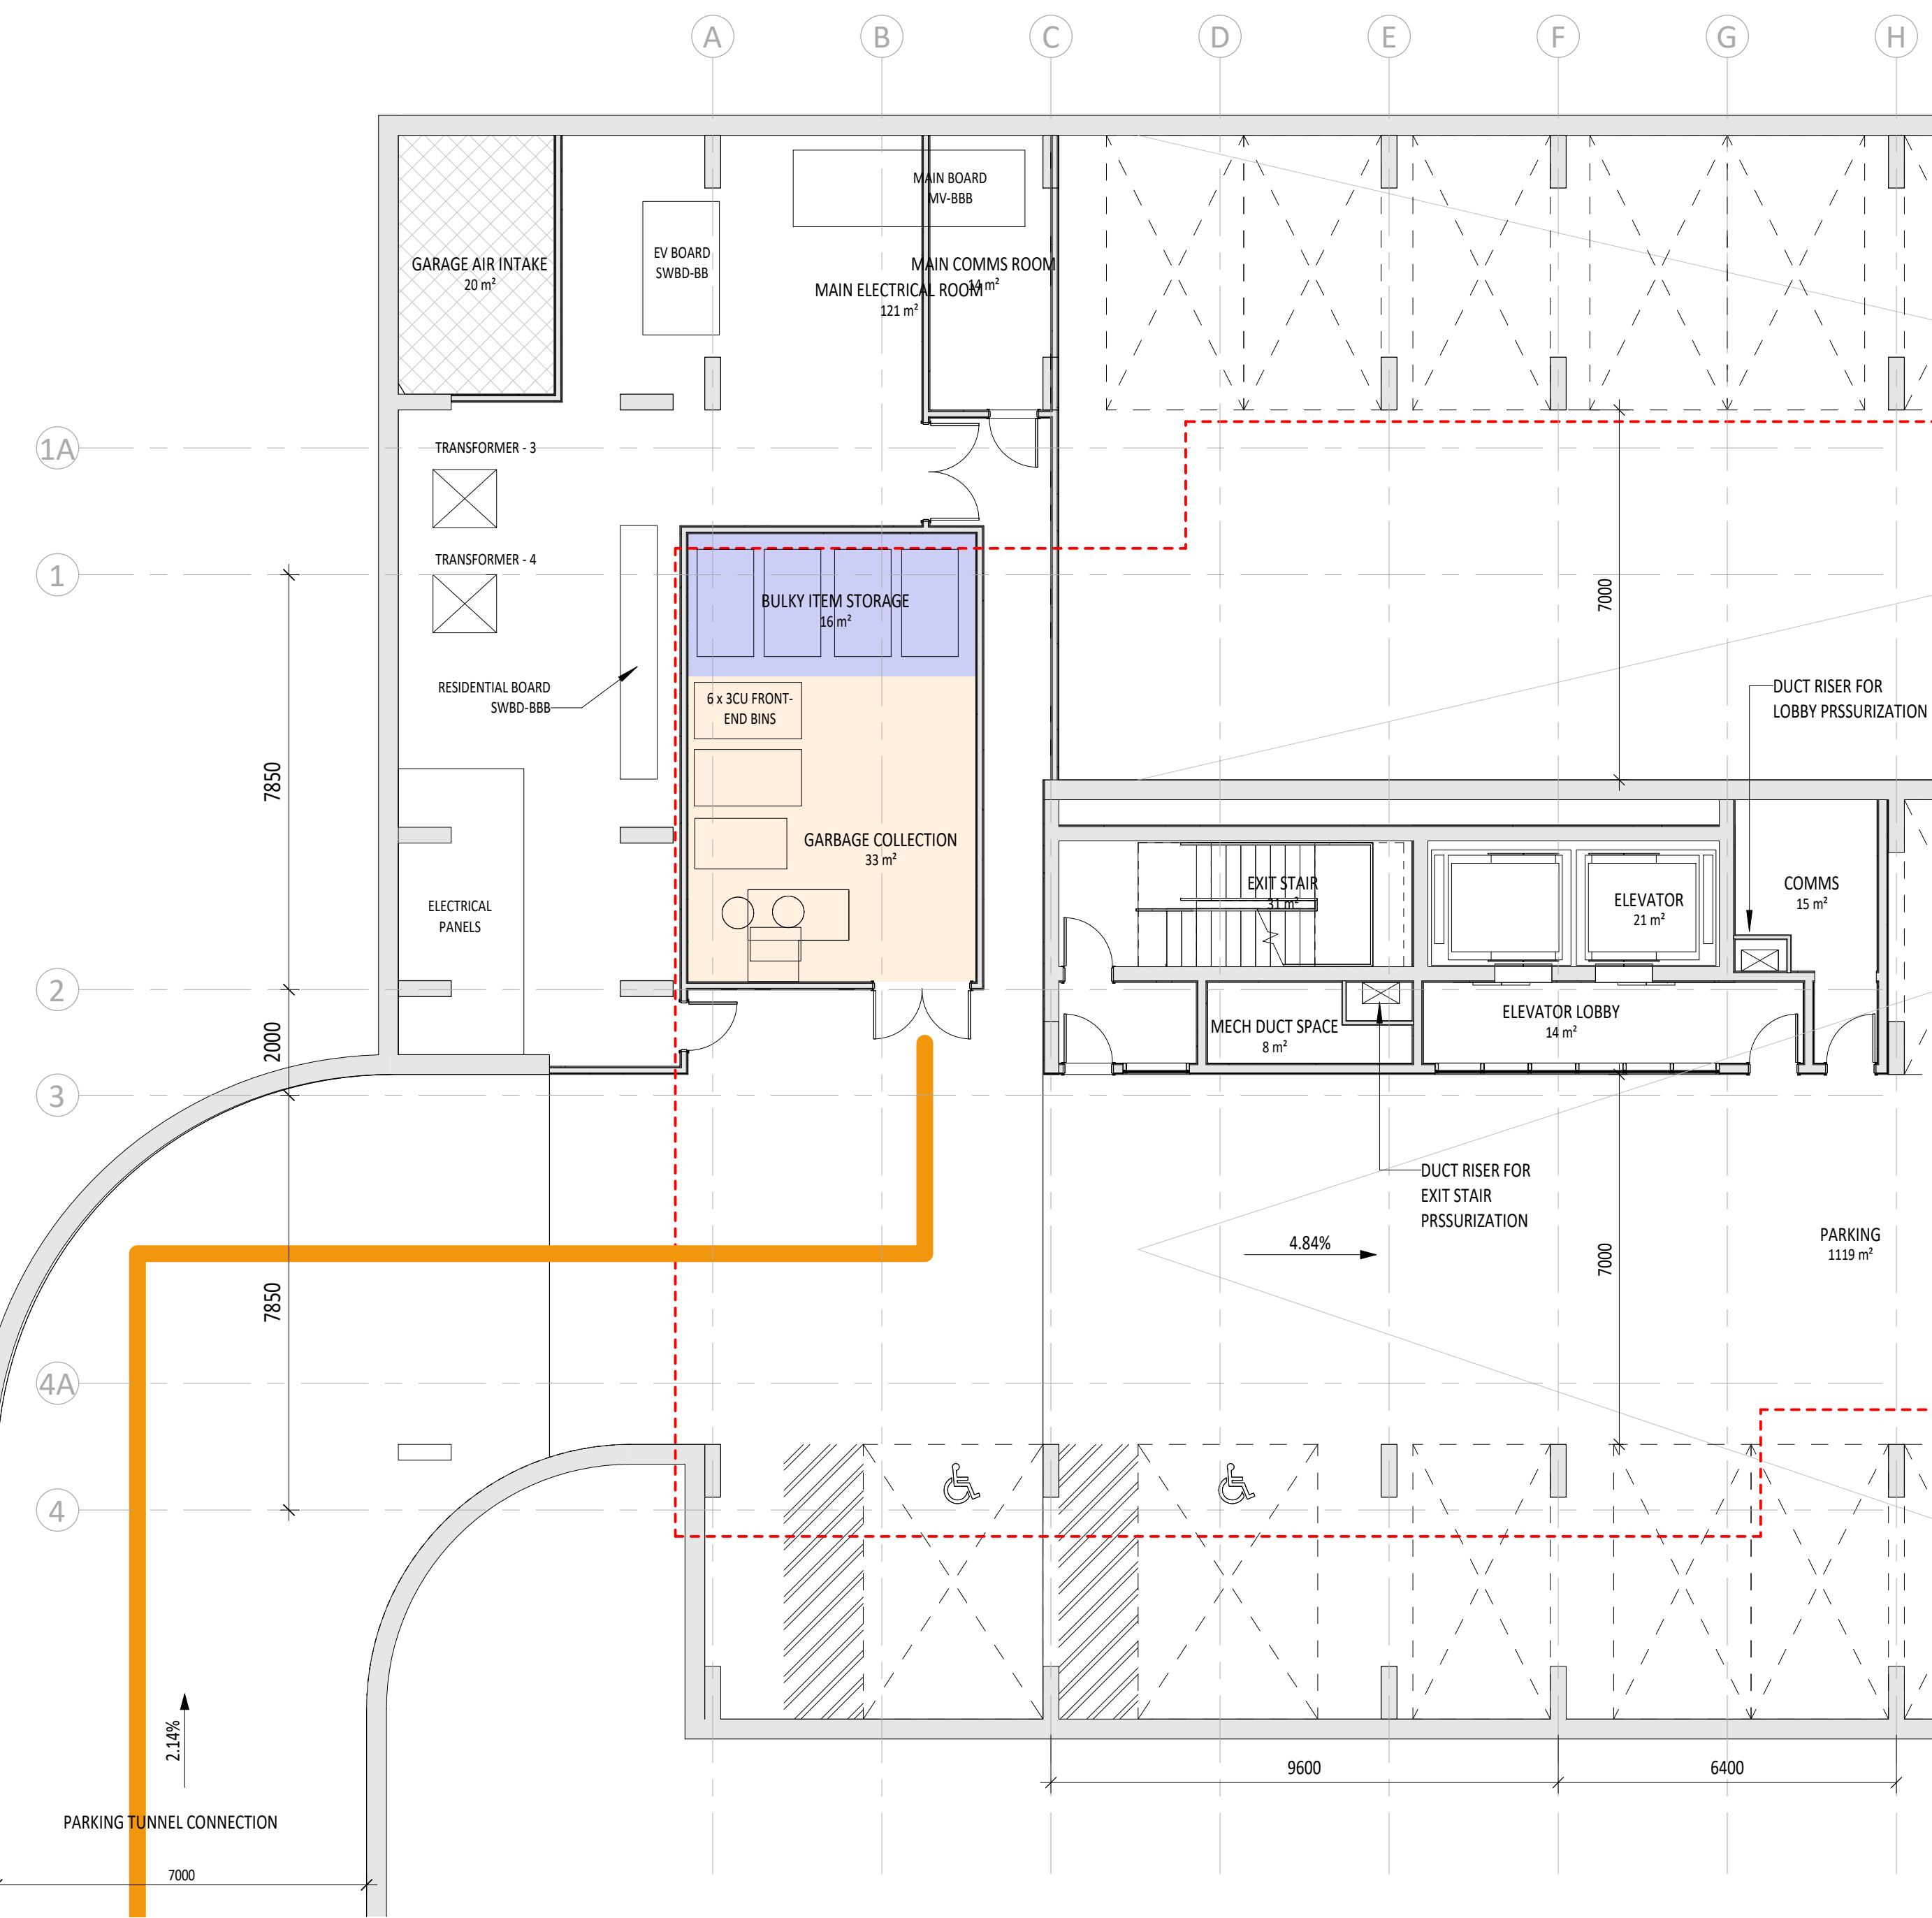 A
B
C
D
E
F
G
H
MAIN BOARD
MV-BBB
EV BOARD
SWBD-BB
GARAGE AIR INTAKE
20 m²
MAIN COMMS ROOM
14 m²
MAIN ELECTRICAL ROOM
121 m²
1A
TRANSFORMER - 3
TRANSFORMER - 4
1
7000
BULKY ITEM STORAGE
16 m²
RESIDENTIAL BOARD
SWBD-BBB
6 x 3CU FRONT-
END BINS
DUCT RISER FOR
LOBBY PRSSURIZATION
7850
GARBAGE COLLECTION
33 m²
EXIT STAIR
31 m²
ELEVATOR
21 m²
COMMS
15 m²
ELECTRICAL
PANELS
2
2000
MECH DUCT SPACE
8 m²
ELEVATOR LOBBY
14 m²
3
DUCT RISER FOR
EXIT STAIR
PRSSURIZATION
4.84%
7000
PARKING
1119 m²
7850
4A
4
2.14%
9600
6400
PARKING TUNNEL CONNECTION
7000